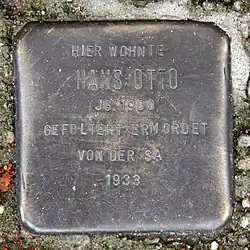 HIER WOHNTE
HANS OTTO
JG. 1900
GEFOLTERT-ERMORDET
VON DER SA
1933